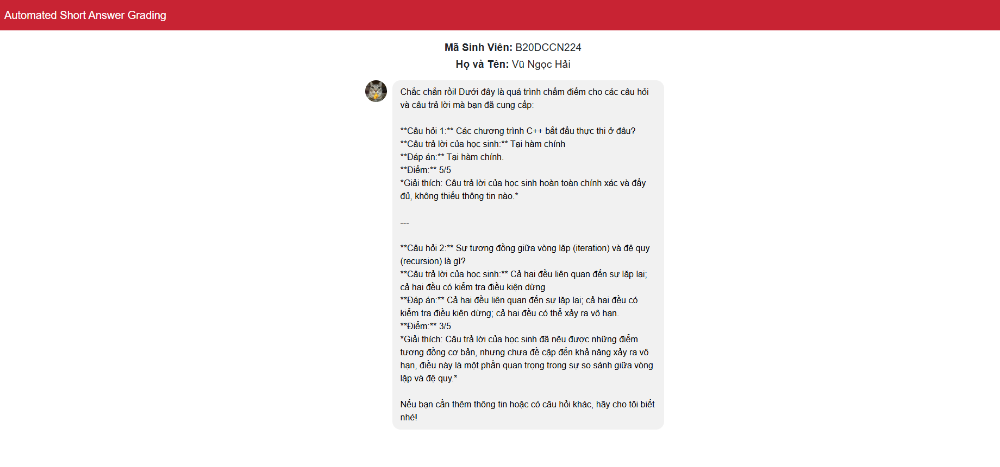 Automated Short Answer Grading
Mã Sinh Viên: B20DCCN224
Họ và Tên: Vũ Ngọc Hải
Chắc chắn rồi! Dưới đây là quá trình chấm điểm cho các câu hỏi
và câu trả lời mà bạn đã cung cấp:
**Câu hỏi 1:** Các chương trình C++ bắt đầu thực thi ở đâu?
**Câu trả lời của học sinh:** Tại hàm chính
**Đáp án:** Tại hàm chính.
**Điểm:** 5/5
*Giải thích: Câu trả lời của học sinh hoàn toàn chính xác và đầy
đủ, không thiếu thông tin nào.*
---
**Câu hỏi 2:** Sự tương đồng giữa vòng lặp (iteration) và đệ quy
(recursion) là gì?
**Câu trả lời của học sinh:** Cả hai đều liên quan đến sự lặp lại;
cả hai đều có kiểm tra điều kiện dừng
**Đáp án:** Cả hai đều liên quan đến sự lặp lại; cả hai đều có
kiểm tra điều kiện dừng; cả hai đều có thể xảy ra vô hạn.
**Điểm:** 3/5
*Giải thích: Câu trả lời của học sinh đã nêu được những điểm
tương đồng cơ bản, nhưng chưa đề cập đến khả năng xảy ra vô
hạn, điều này là một phần quan trọng trong sự so sánh giữa vòng
lặp và đệ quy.*
Nếu bạn cần thêm thông tin hoặc có câu hỏi khác, hãy cho tôi biết
nhé!